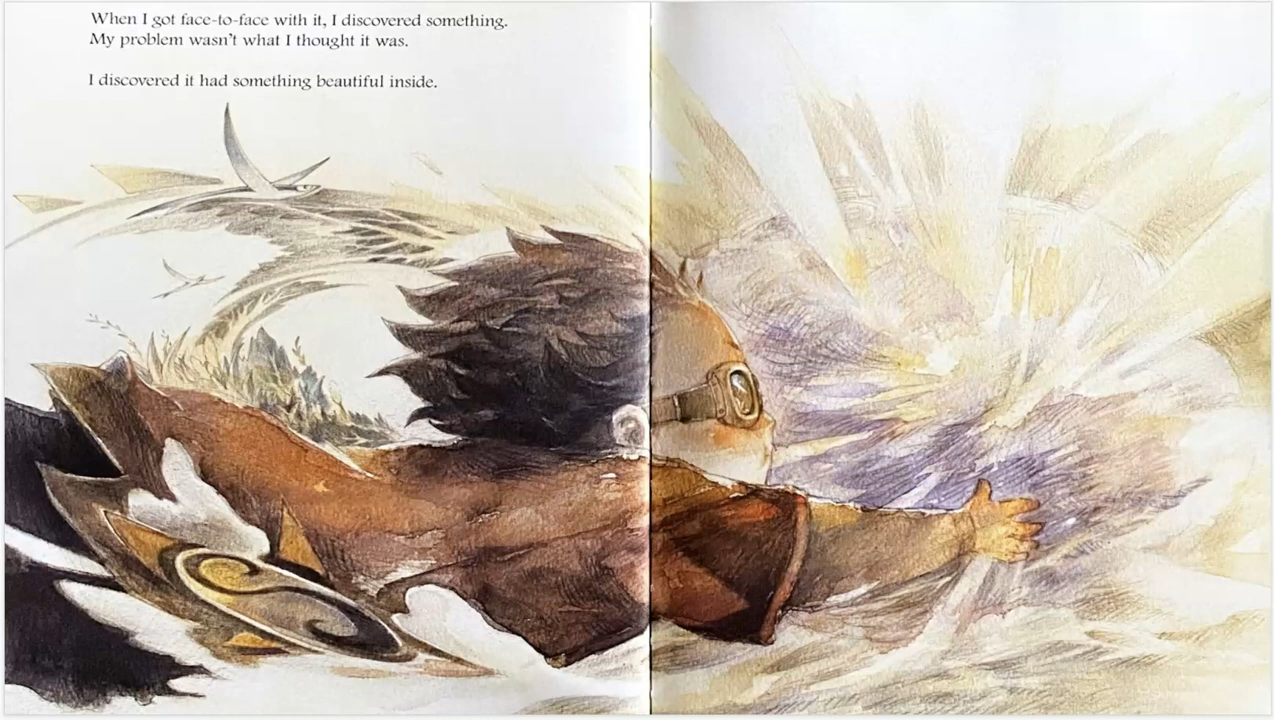 When I got face-to-face with it, I discovered something.
My problem wasn't what I thought it was.
I discovered it had something beautiful inside.